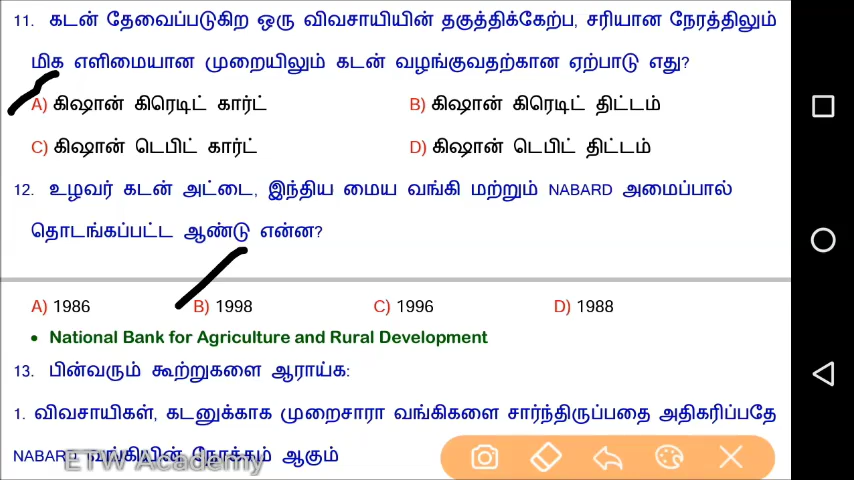 11. கடன் தேவைப்படுகிற ஒரு விவசாயியின் தகுத்திக்கேற்ப, சரியான நேரத்திலும்
மிக எளிமையான முறையிலும் கடன் வழங்குவதற்கான ஏற்பாடு எது?
A) கிஷான் கிரெடிட் கார்ட் B) கிஷான் கிரெடிட் திட்டம்
C) கிஷான் டெபிட் கார்ட் D) கிஷான் டெபிட் திட்டம்
12. உழவர் கடன் அட்டை, இந்திய மைய வங்கி மற்றும் NABARD அமைப்பால்
தொடங்கப்பட்ட ஆண்டு என்ன?
A) 1986 B) 1998 C) 1996 D) 1988
• National Bank for Agriculture and Rural Development
13. பின்வரும் கூற்றுகளை ஆராய்க:
1. விவசாயிகள், கடனுக்காக முறைசாரா வங்கிகளை சார்ந்திருப்பதை அதிகரிப்பதே
NABARD வங்கியின் நோக்கம் ஆகும்
ETW Academy